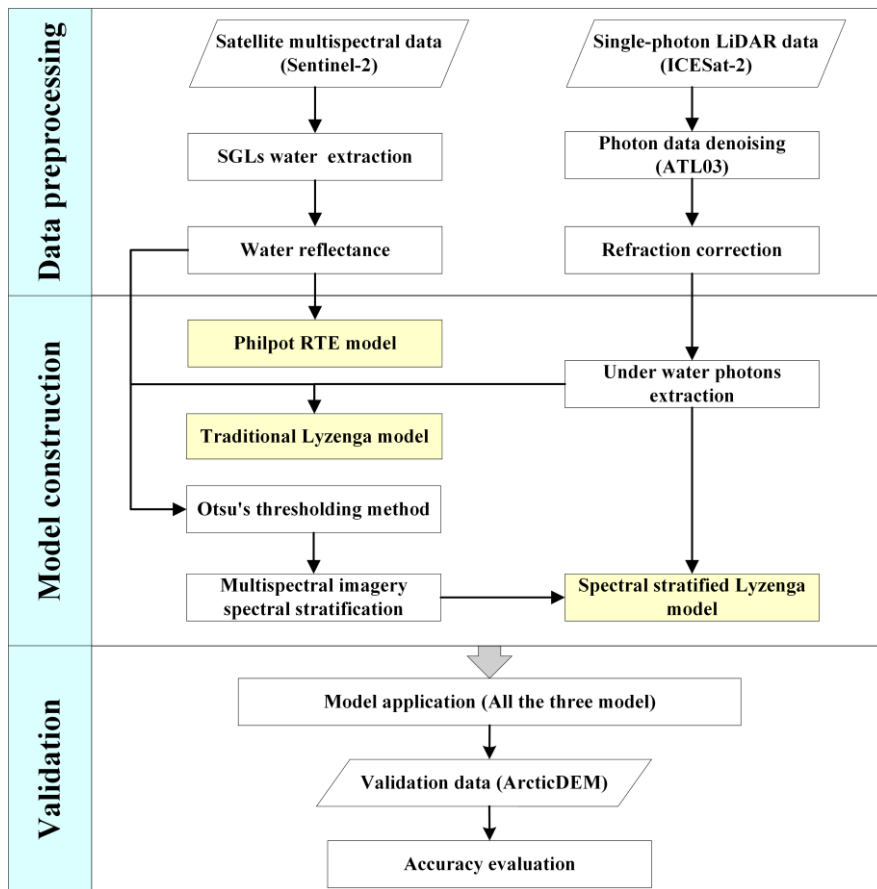 Data preprocessing
Satellite multispectral data
(Sentinel-2)
Single-photon LiDAR data
(ICESat-2)
SGLs water extraction
Photon data denoising
(ATL03)
Water reflectance
Refraction correction
Model construction
Philpot RTE model
Under water photons
extraction
Traditional Lyzenga model
Otsu's thresholding method
Multispectral imagery
spectral stratification
Spectral stratified Lyzenga
model
Validation
Model application (All the three model)
Validation data (ArcticDEM)
Accuracy evaluation